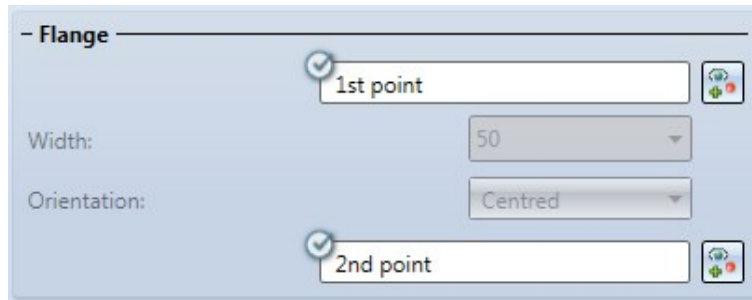 Flange
1st point
Width: 50
Orientation: Centred
2nd point